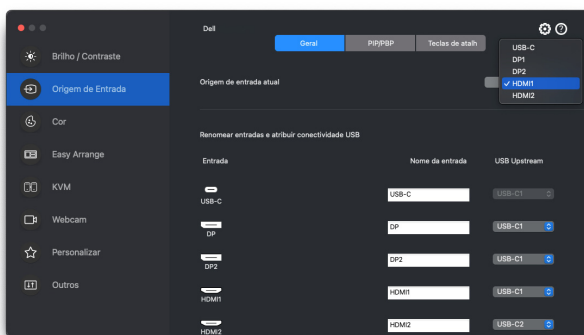 Dell
Geral
PIP/PBP
Teclas de atalh
USB-C
DP1
DP2
✓ HDMI1
HDMI2
Brilho / Contraste
Origem de Entrada
Cor
Easy Arrange
KVM
Webcam
Personalizar
Outros
Origem de entrada atual
Renomear entradas e atribuir conectividade USB
Entrada
Nome da entrada
USB Upstream
USB-C
USB-C
USB-C1
DP
DP
USB-C1
DP2
DP2
USB-C1
HDMI1
HDMI1
USB-C1
HDMI2
HDMI2
USB-C2